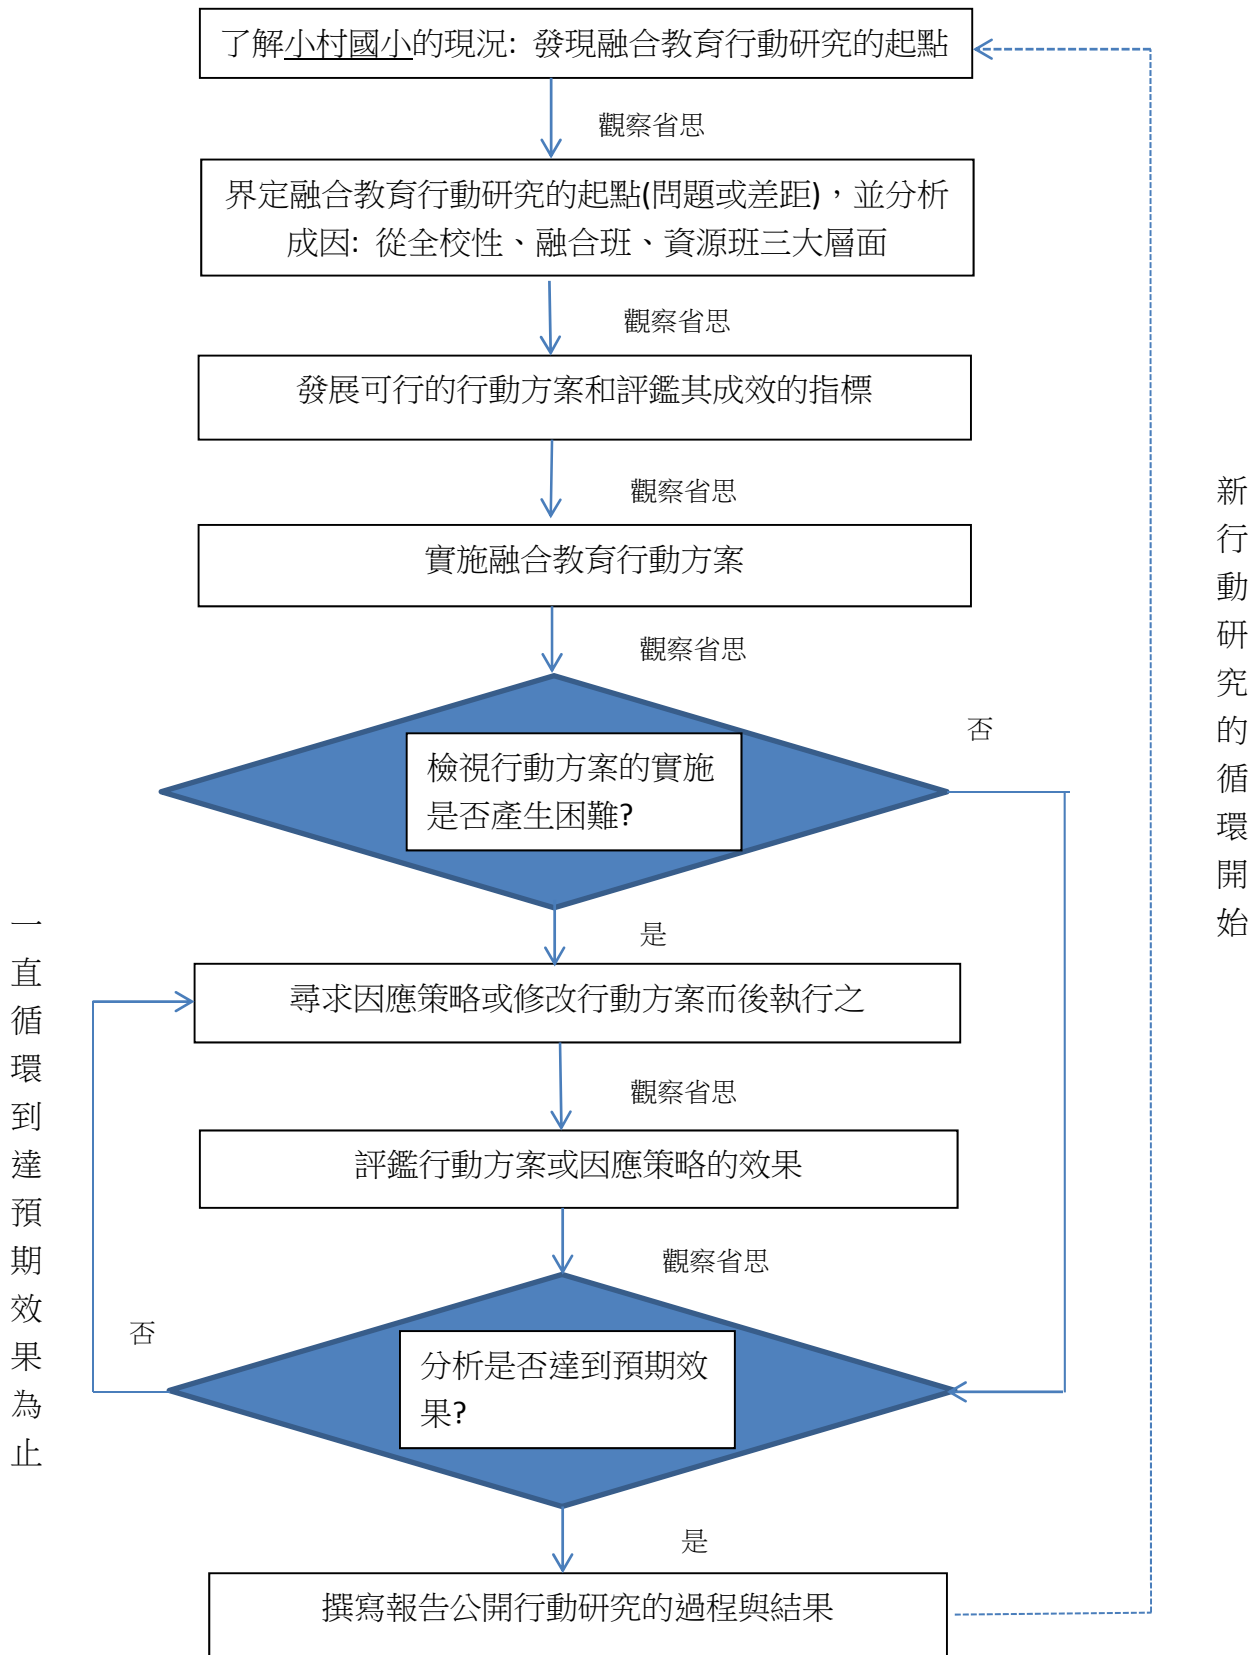 了解小村國小的現況: 發現融合教育行動研究的起點
觀察省思
界定融合教育行動研究的起點(問題或差距)，並分析
成因: 從全校性、融合班、資源班三大層面
觀察省思
發展可行的行動方案和評鑑其成效的指標
觀察省思
實施融合教育行動方案
觀察省思
檢視行動方案的實施
是否產生困難?
否
是
尋求因應策略或修改行動方案而後執行之
觀察省思
評鑑行動方案或因應策略的效果
觀察省思
分析是否達到預期效
果?
否
是
撰寫報告公開行動研究的過程與結果
一直循環到達預期效果為止
新行動研究的循環開始